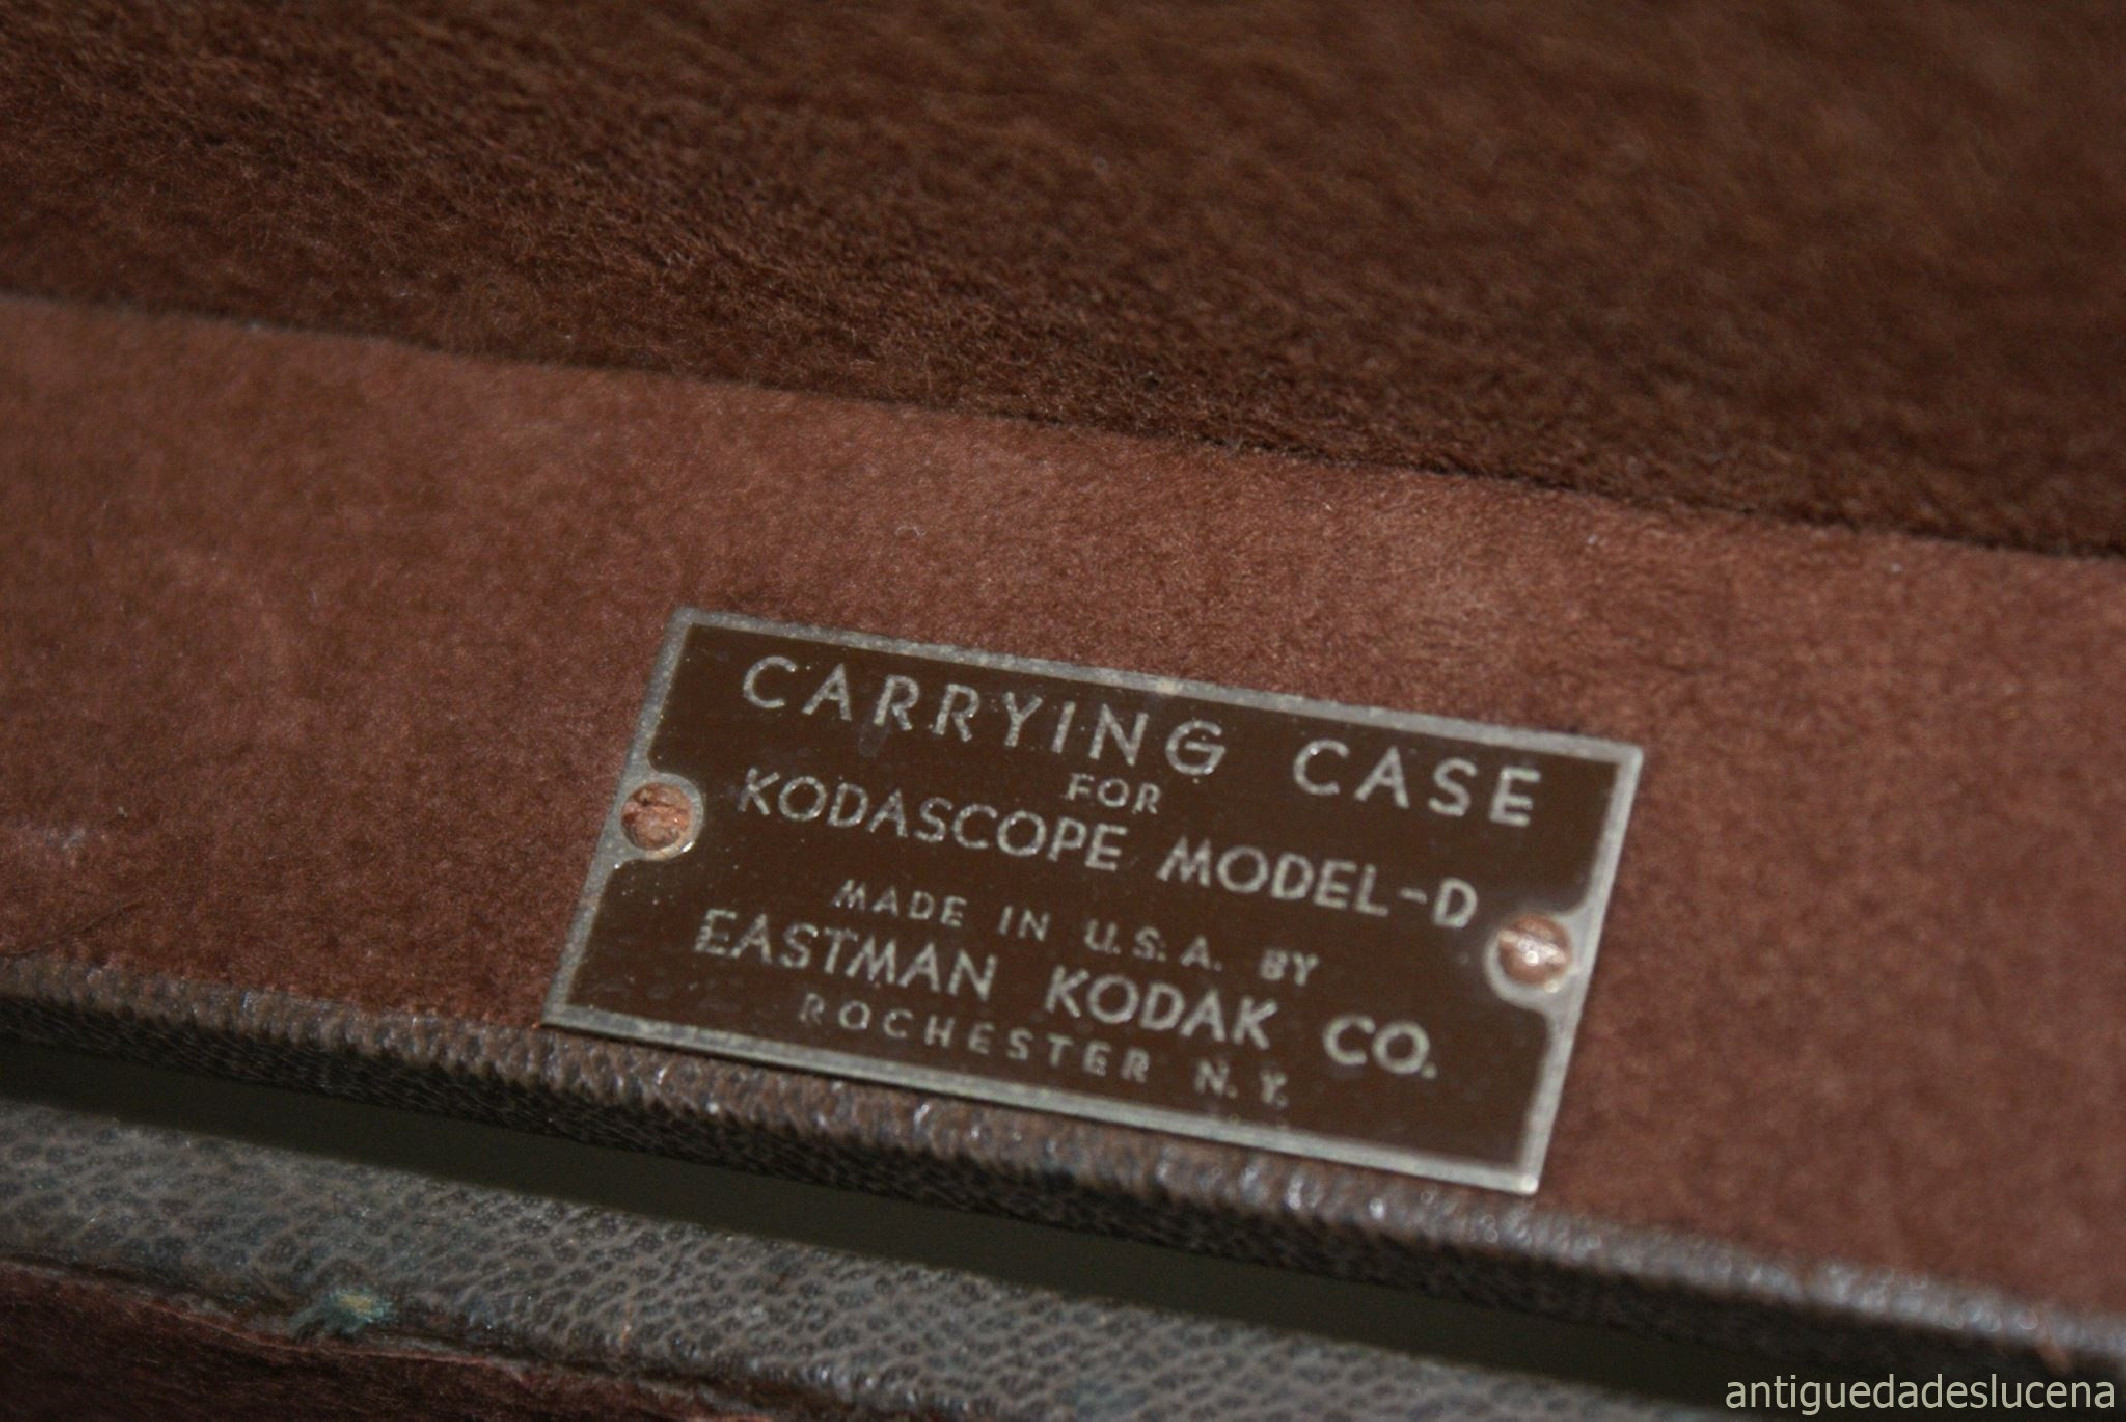 CARRYING CASE
FOR
KODASCOPE MODEL-D
MADE IN U.S.A. BY
EASTMAN KODAK CO.
ROCHESTER N.Y.
antiguedadeslucena